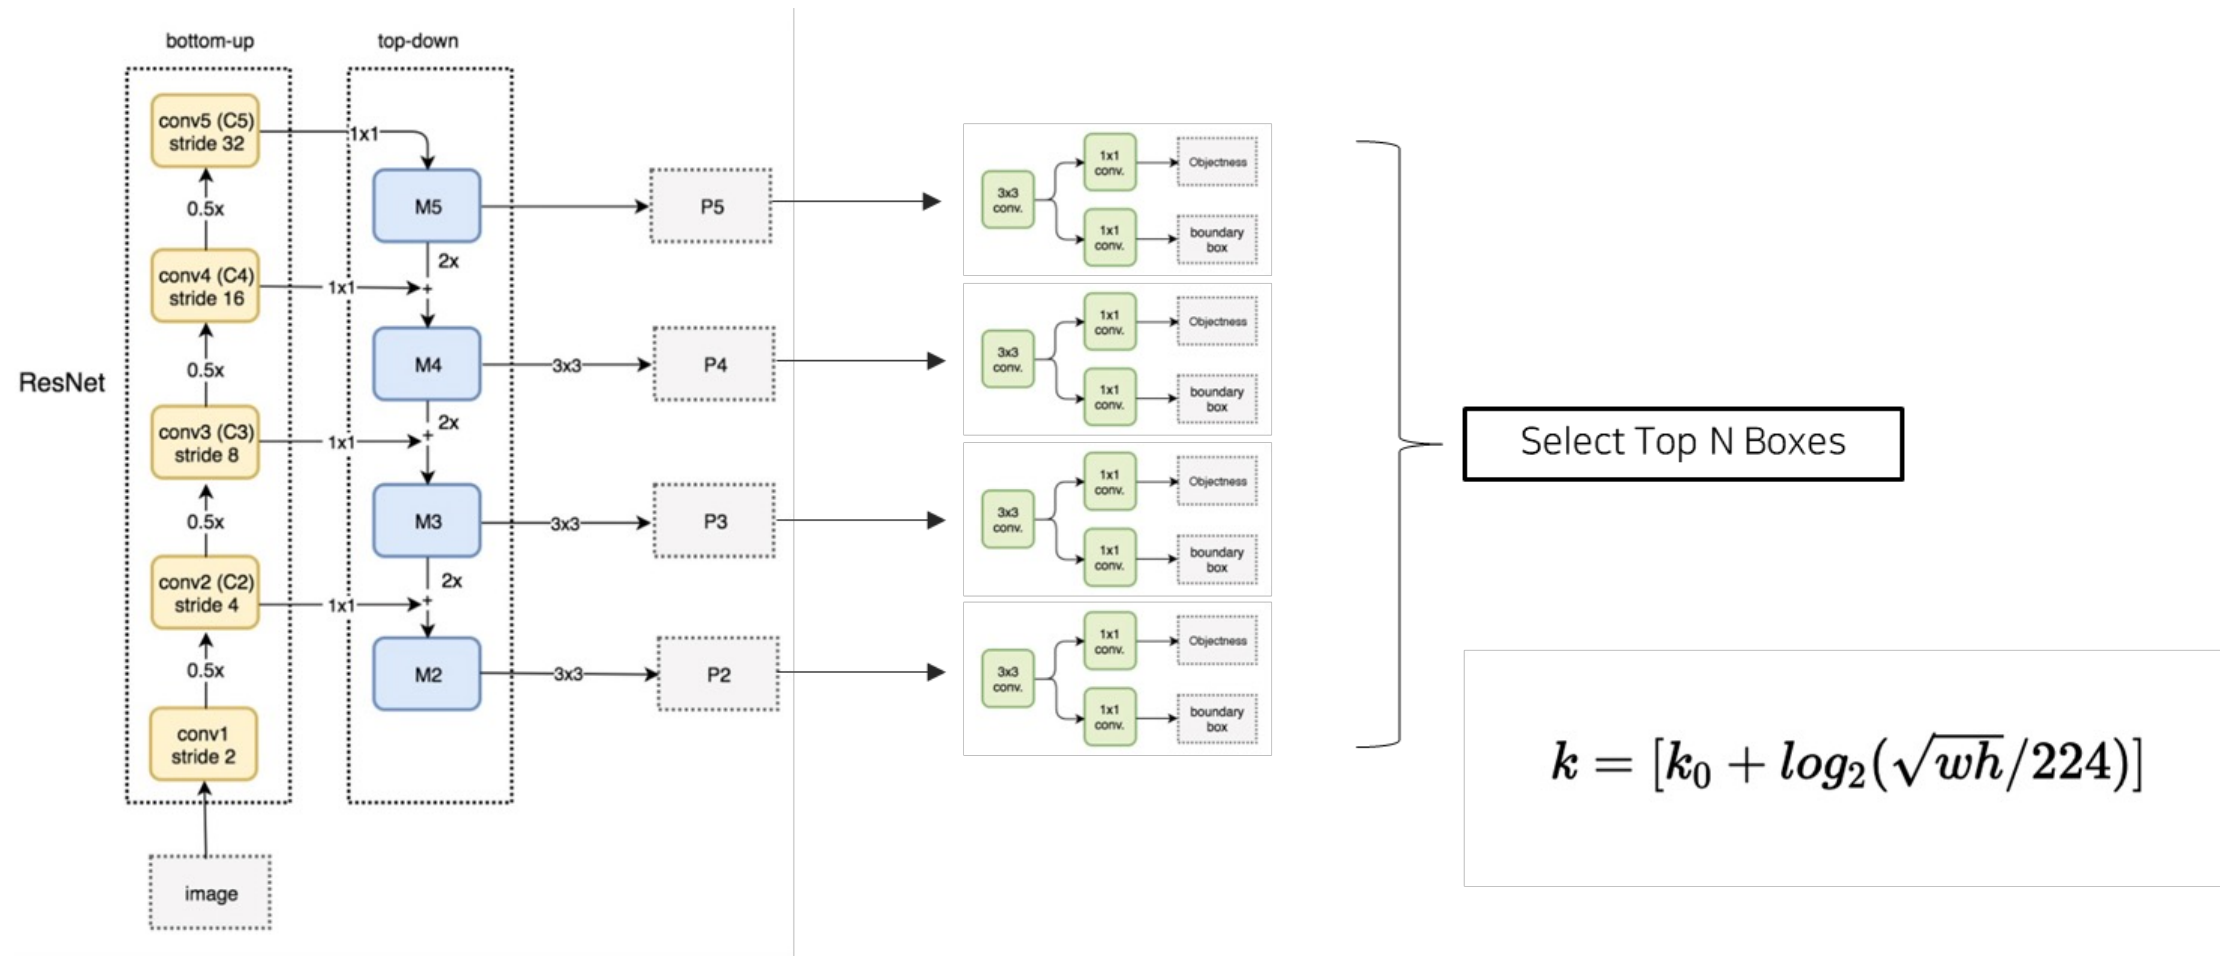 bottom-up
top-down
conv5 (C5)
stride 32
1x1
0.5x
M5
P5
2x
conv4 (C4)
stride 16
1x1
+
0.5x
M4
3x3
P4
ResNet
2x
conv3 (C3)
stride 8
1x1
+
0.5x
M3
3x3
P3
2x
conv2 (C2)
stride 4
1x1
+
0.5x
M2
3x3
P2
conv1
stride 2
image
3x3
conv.
1x1
conv.
Objectness
1x1
conv.
boundary
box
3x3
conv.
1x1
conv.
Objectness
1x1
conv.
boundary
box
3x3
conv.
1x1
conv.
Objectness
1x1
conv.
boundary
box
3x3
conv.
1x1
conv.
Objectness
1x1
conv.
boundary
box
Select Top N Boxes
k = [k₀ + log₂(√wh/224)]